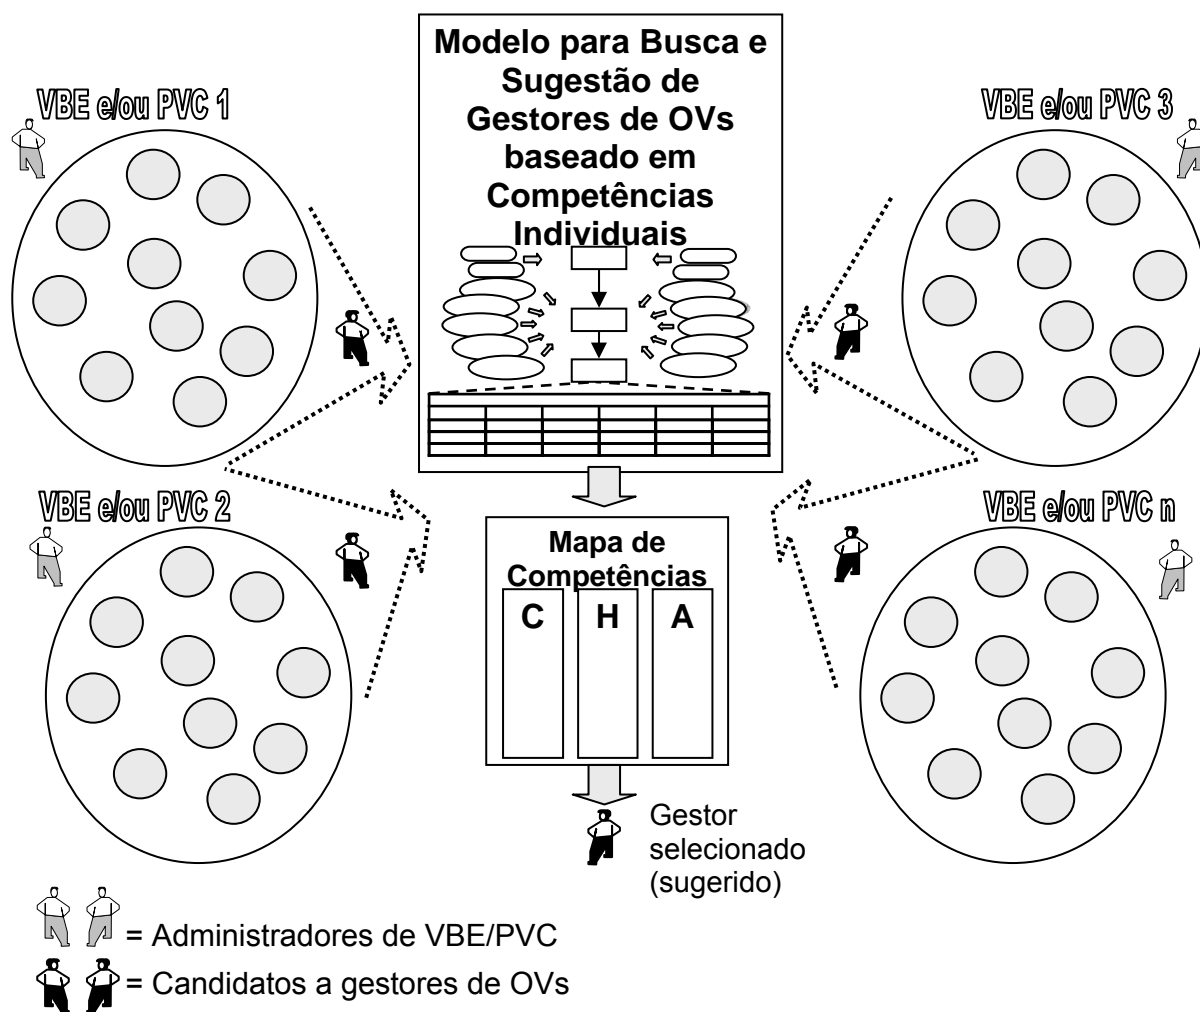 Modelo para Busca e
Sugestão de
Gestores de OVs
baseado em
Competências
Individuais
VBE e/ou PVC 1
VBE e/ou PVC 3
VBE e/ou PVC 2
VBE e/ou PVC n
Mapa de
Competências
C H A
Gestor
selecionado
(sugerido)
= Administradores de VBE/PVC
= Candidatos a gestores de OVs